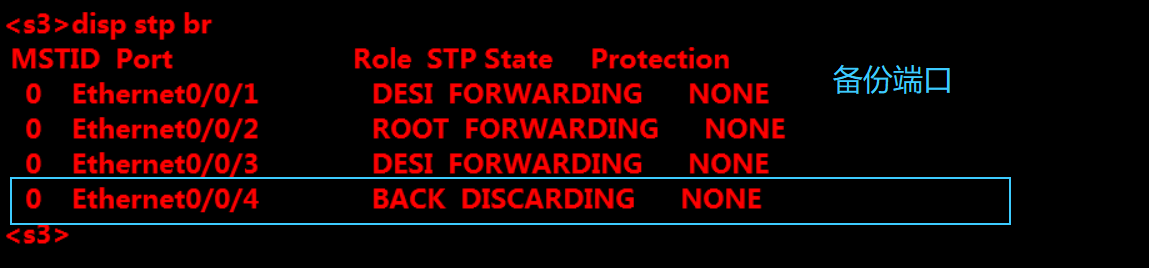 <s3>disp stp br
MSTID  Port                        Role  STP State     Protection
0    Ethernet0/0/1               DESI  FORWARDING      NONE
备份端口
0    Ethernet0/0/2               ROOT  FORWARDING      NONE
0    Ethernet0/0/3               DESI  FORWARDING      NONE
0    Ethernet0/0/4               BACK  DISCARDING      NONE
<s3>